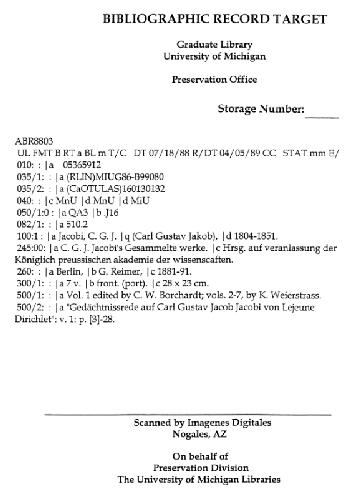 BIBLIOGRAPHIC RECORD TARGET
Graduate Library
University of Michigan
Preservation Office
Storage Number:
ABR8803
UL FMT B RT a BL m T/C DT 07/18/88 R/DT 04/05/89 CC STAT mm E/
010: : |a 05365912
035/1: : |a (RLIN)MIUG86-B99080
035/2: : |a (CaOTULAS)160130132
040: : |c MnU |d MnU |d MiU
050/1:0 : |a QA3 |b .J16
082/1: : |a 510.2
100:1 : |a Jacobi, C. G. J. |q (Carl Gustav Jakob), |d 1804-1851.
245:00: |a C. G. J. Jacobi's Gesammelte werke. |c Hrsg. auf veranlassung der
Königlich preussischen akademie der wissenscaften.
260: : |a Berlin, |b G. Reimer, |c 1881-91.
300/1: : |a 7 v. |b front. (port). |c 28 x 23 cm.
500/1: : |a Vol. 1 edited by C. W. Borchardt; vols. 2-7, by K. Weierstrass.
500/2: : |a "Gedächtnissrede auf Carl Gustav Jacob Jacobi von Lejeune
Dirichlet": v. 1: p. [3]-28.
Scanned by Imagenes Digitales
Nogales, AZ
On behalf of
Preservation Division
The University of Michigan Libraries